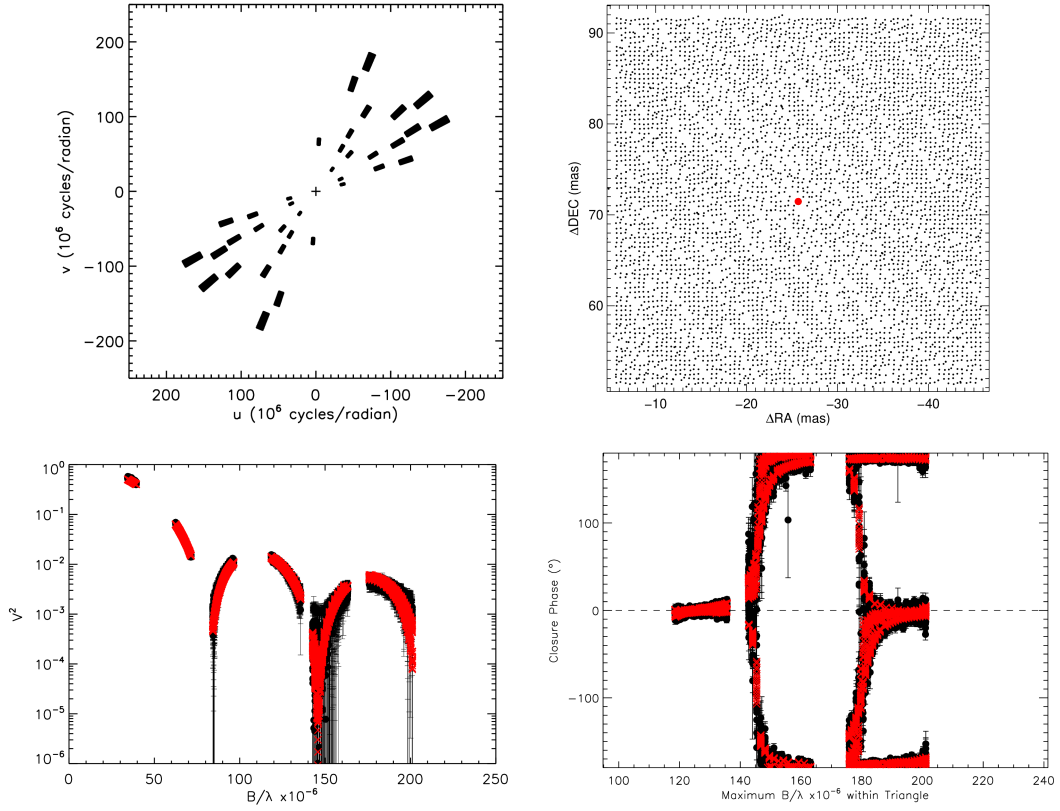 200
100
0
-100
-200
v (10⁶ cycles/radian)
200 100 0 -100 -200
u (10⁶ cycles/radian)
90
80
70
60
ΔDEC (mas)
-10 -20 -30 -40
ΔRA (mas)
10⁰
10⁻¹
10⁻²
10⁻³
10⁻⁴
10⁻⁵
10⁻⁶
V²
0 50 100 150 200 250
B/λ ×10⁻⁶
100
0
-100
Closure Phase (°)
100 120 140 160 180 200 220 241
Maximum B/λ ×10⁻⁶ within Triangle